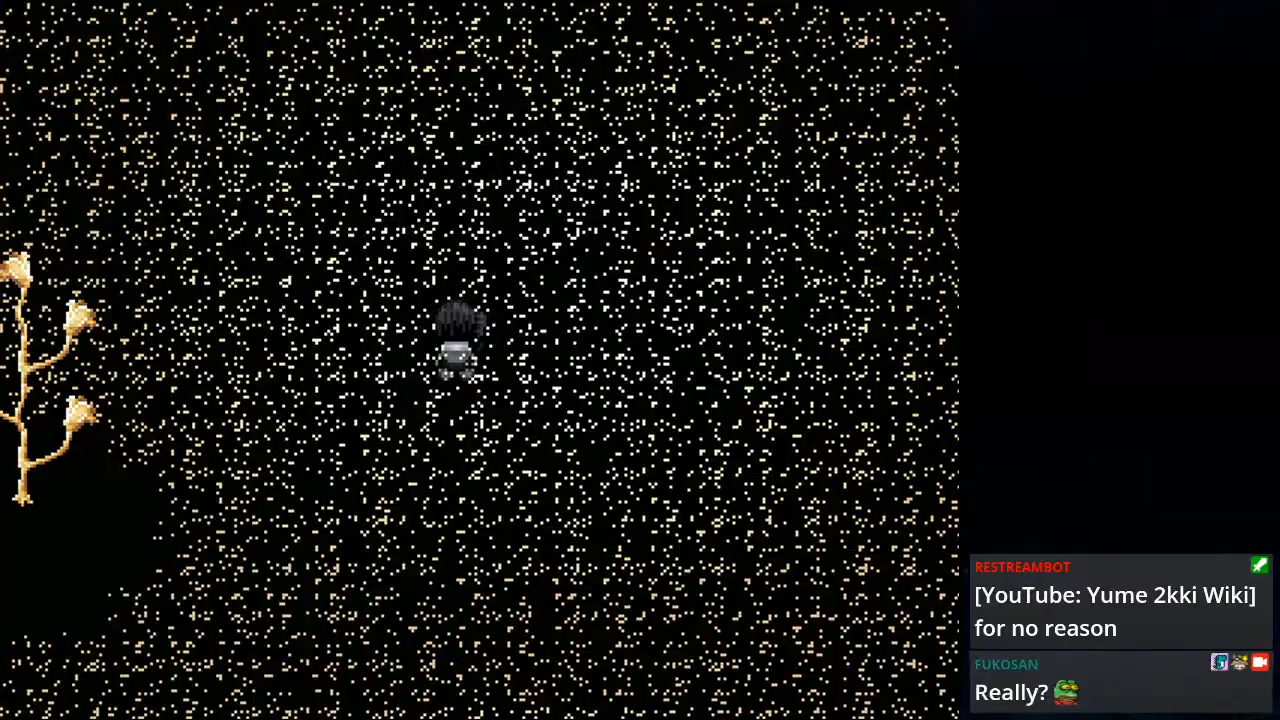 RESTREAMBOT
[YouTube: Yume 2kki Wiki]
for no reason
FUKOSAN
Really?